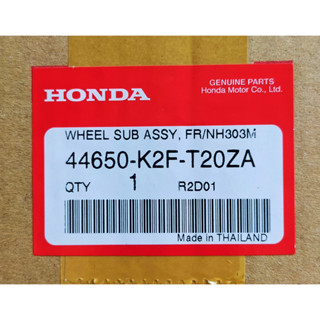 GENUINE PARTS
HONDA Honda Motor Co., Ltd.
WHEEL SUB ASSY, FR/NH303M
44650-K2F-T20ZA
QTY 1 R2D01
Made in THAILAND